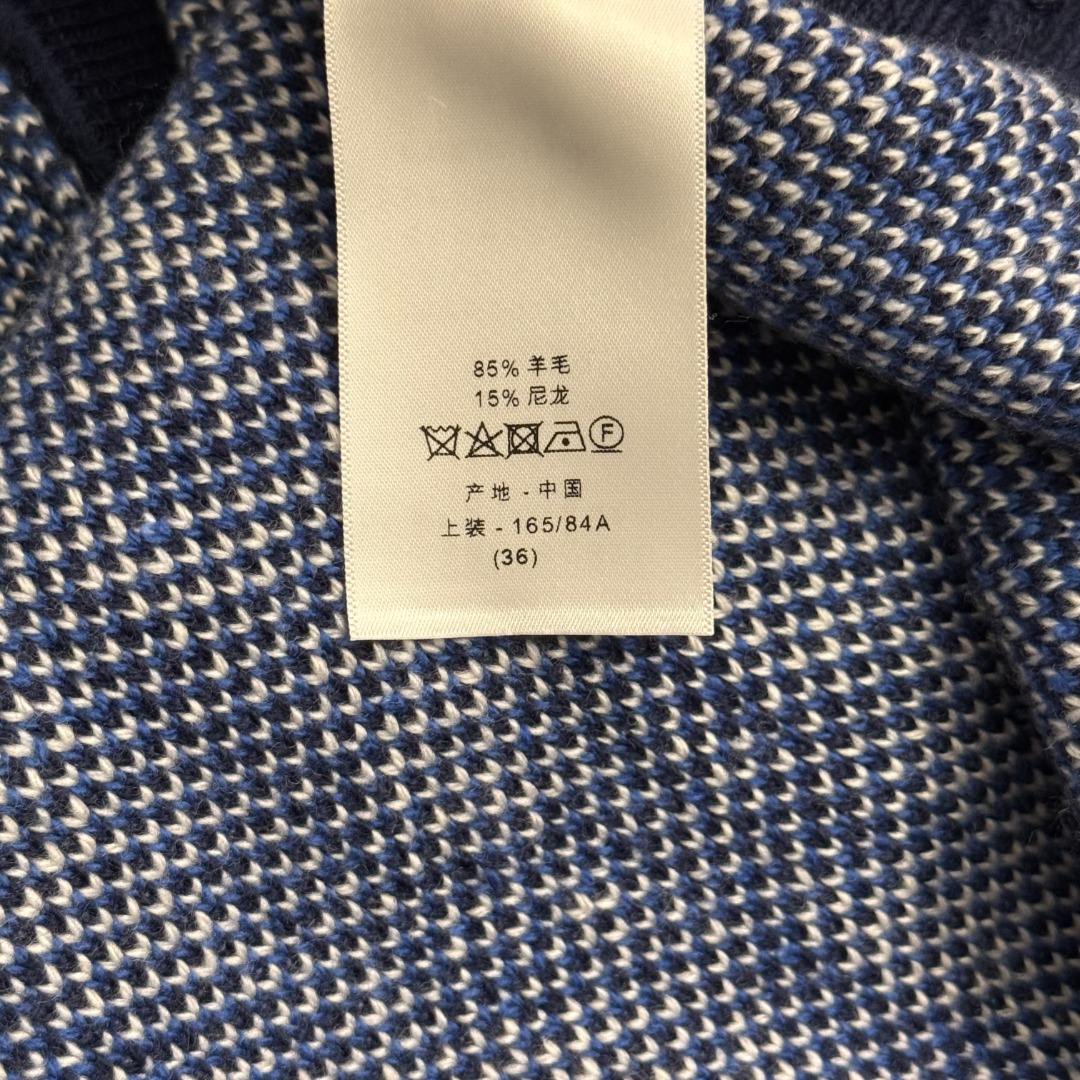 85% 羊毛
15% 尼龙
F
产地 - 中国
上装 - 165/84A
(36)